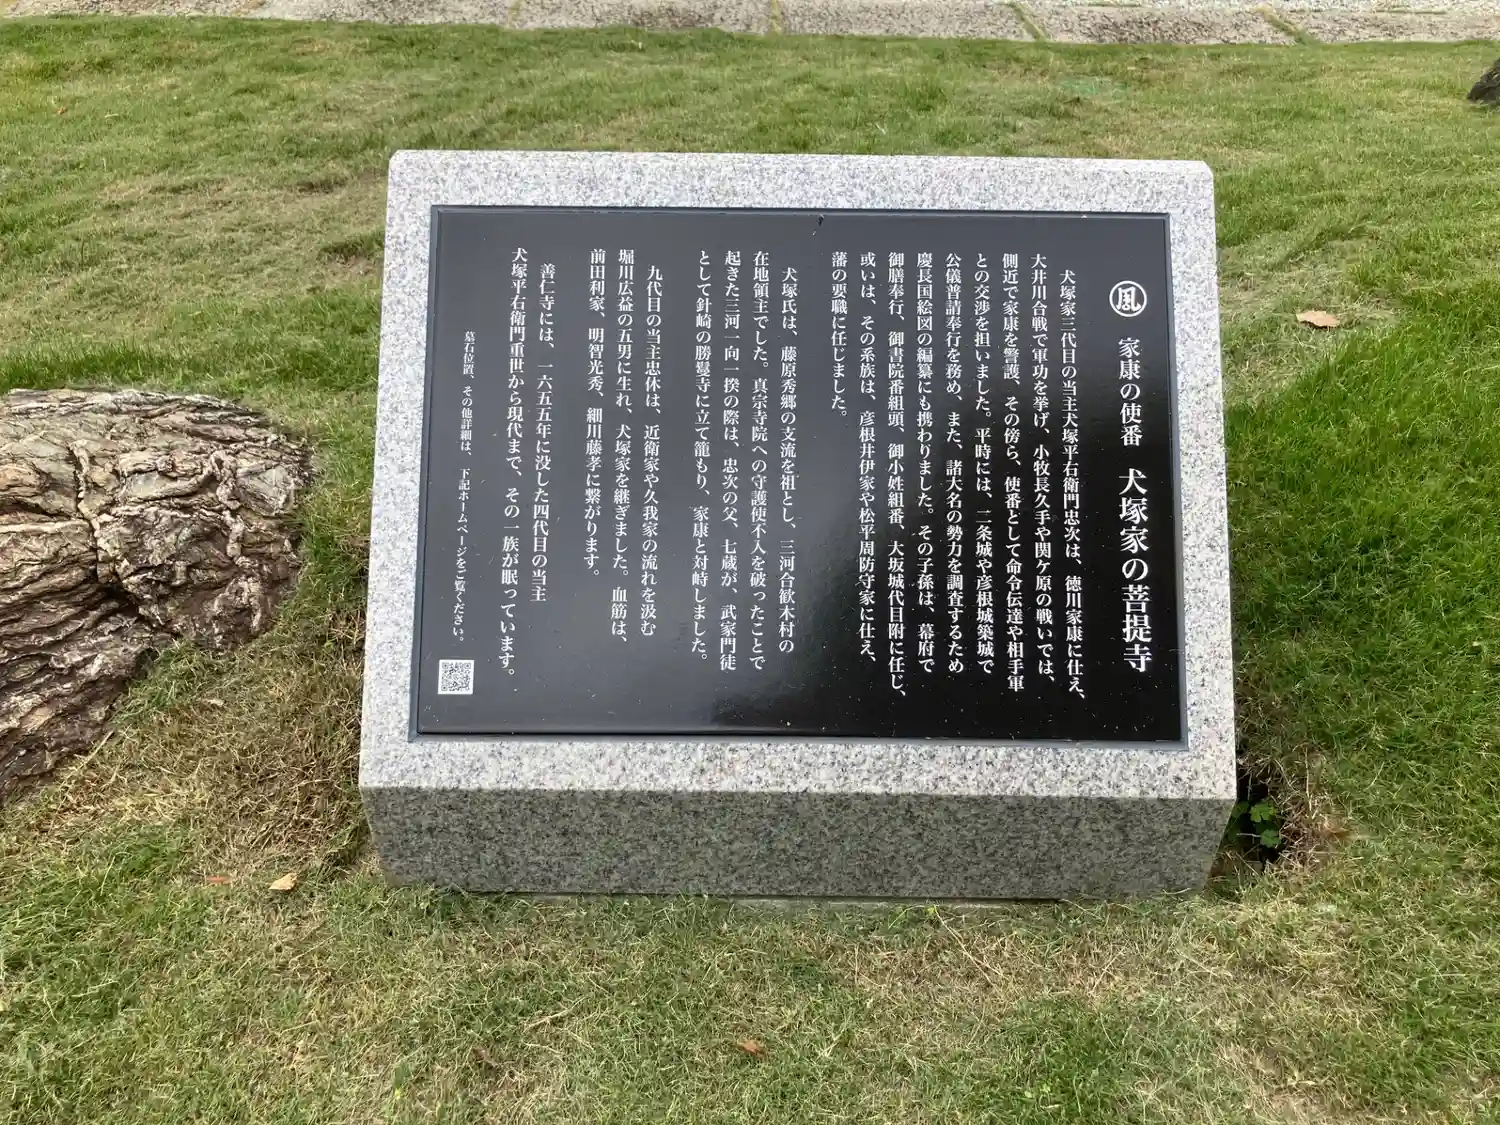 凮 家康の使番 犬塚家の菩提寺
犬塚家三代目の当主犬塚平右衛門忠次は、徳川家康に仕え、
大井川合戦で軍功を挙げ、小牧長久手や関ヶ原の戦いでは、
側近で家康を警護、その傍ら、使番として命令伝達や相手軍
との交渉を担いました。平時には、二条城や彦根城築城で
公儀普請奉行を務め、また、諸大名の勢力を調査するため
慶長国絵図の編纂にも携わりました。その子孫は、幕府で
御膳奉行、御書院番組頭、御小姓組番、大坂城代目附に任じ、
或いは、その系族は、彦根井伊家や松平周防守家に仕え、
藩の要職に任じました。
犬塚氏は、藤原秀郷の支流を祖とし、三河合歓木村の
在地領主でした。真宗寺院への守護使不入を破ったことで
起きた三河一向一揆の際は、忠次の父、七蔵が、武家門徒
として針崎の勝鬘寺に立て籠もり、家康と対峙しました。
九代目の当主忠休は、近衛家や久我家の流れを汲む
堀川広益の五男に生れ、犬塚家を継ぎました。血筋は、
前田利家、明智光秀、細川藤孝に繋がります。
善仁寺には、一六五五年に没した四代目の当主
犬塚平右衛門重世から現代まで、その一族が眠っています。
墓石位置、その他詳細は、下記ホームページをご覧ください。